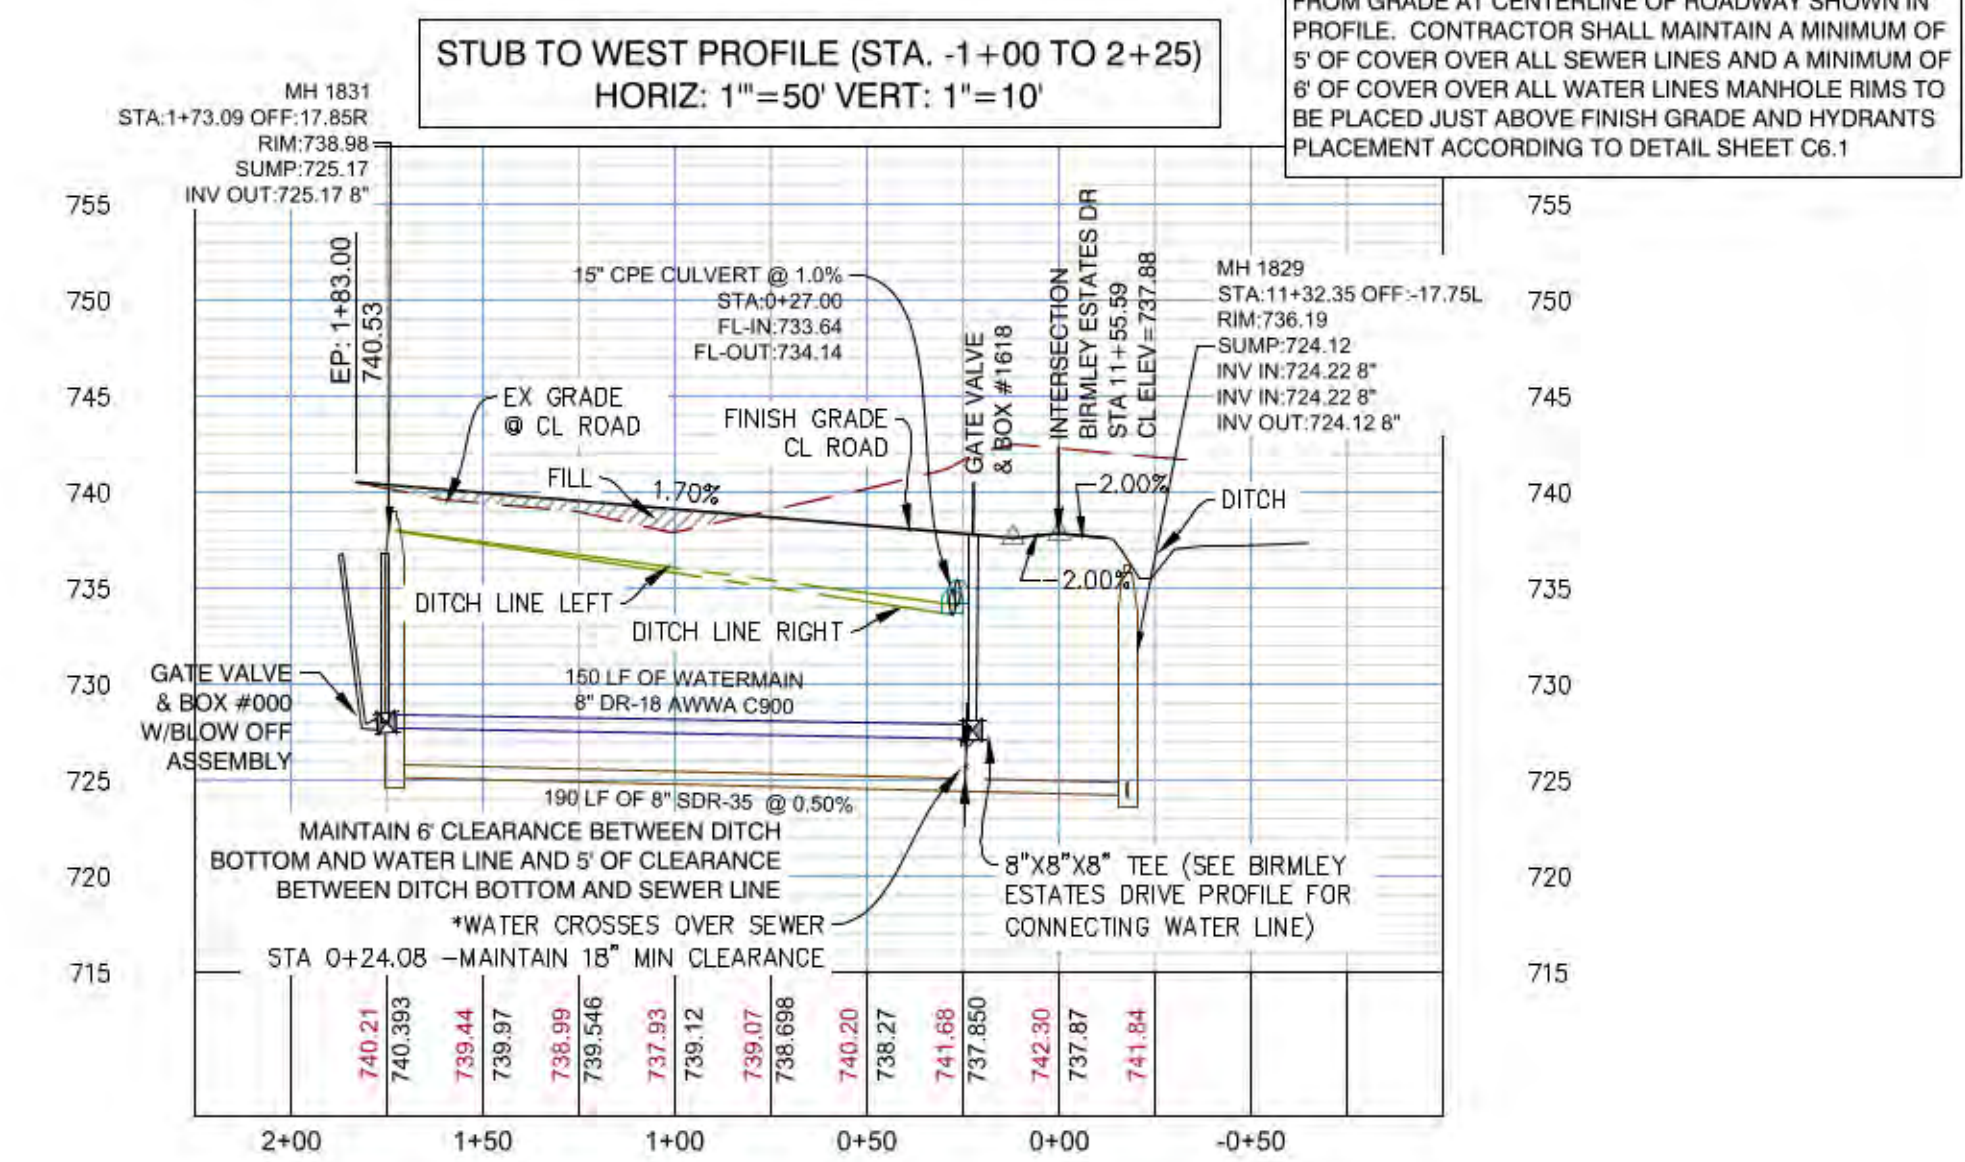 FROM GRADE AT CENTERLINE OF ROADWAY SHOWN IN
PROFILE. CONTRACTOR SHALL MAINTAIN A MINIMUM OF
5' OF COVER OVER ALL SEWER LINES AND A MINIMUM OF
6' OF COVER OVER ALL WATER LINES MANHOLE RIMS TO
BE PLACED JUST ABOVE FINISH GRADE AND HYDRANTS
PLACEMENT ACCORDING TO DETAIL SHEET C6.1
STUB TO WEST PROFILE (STA. -1+00 TO 2+25)
HORIZ: 1"'=50' VERT: 1"=10'
MH 1831
STA:1+73.09 OFF:17.85R
RIM:738.98
SUMP:725.17
INV OUT:725.17 8"
755
750
745
740
735
730
725
720
715
755
750
745
740
735
730
725
720
715
EP: 1+83.00
740.53
15" CPE CULVERT @ 1.0%
STA:0+27.00
FL-IN:733.64
FL-OUT:734.14
GATE VALVE
& BOX #1618
INTERSECTION
BIRMLEY ESTATES DR
STA 11+55.59
CL ELEV=737.88
MH 1829
STA:11+32.35 OFF:-17.75L
RIM:736.19
SUMP:724.12
INV IN:724.22 8"
INV IN:724.22 8"
INV OUT:724.12 8"
EX GRADE
@ CL ROAD
FINISH GRADE
CL ROAD
FILL
1.70%
2.00%
DITCH
2.00%
DITCH LINE LEFT
DITCH LINE RIGHT
GATE VALVE
& BOX #000
W/BLOW OFF
ASSEMBLY
150 LF OF WATERMAIN
8" DR-18 AWWA C900
190 LF OF 8" SDR-35 @ 0.50%
MAINTAIN 6' CLEARANCE BETWEEN DITCH
BOTTOM AND WATER LINE AND 5' OF CLEARANCE
BETWEEN DITCH BOTTOM AND SEWER LINE
*WATER CROSSES OVER SEWER
STA 0+24.08 -MAINTAIN 18" MIN CLEARANCE
8"X8"X8" TEE (SEE BIRMLEY
ESTATES DRIVE PROFILE FOR
CONNECTING WATER LINE)
740.21
740.393
739.44
739.97
738.99
739.546
737.93
739.12
739.07
738.698
740.20
738.27
741.68
737.850
742.30
737.87
741.84
2+00
1+50
1+00
0+50
0+00
-0+50